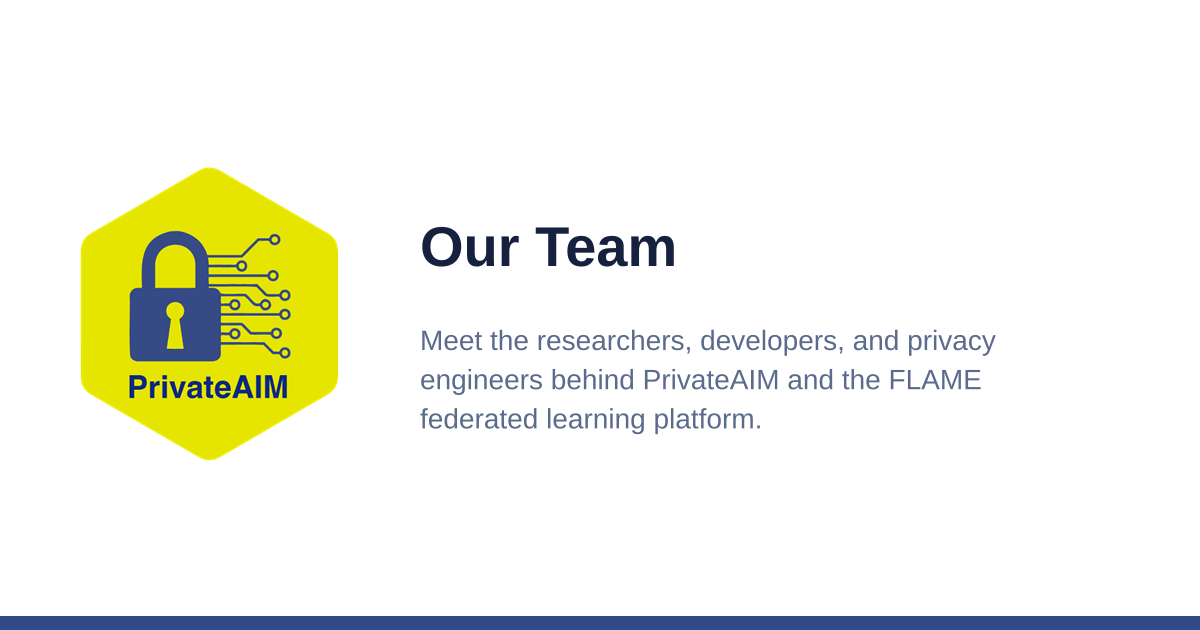 PrivateAIM
Our Team
Meet the researchers, developers, and privacy
engineers behind PrivateAIM and the FLAME
federated learning platform.